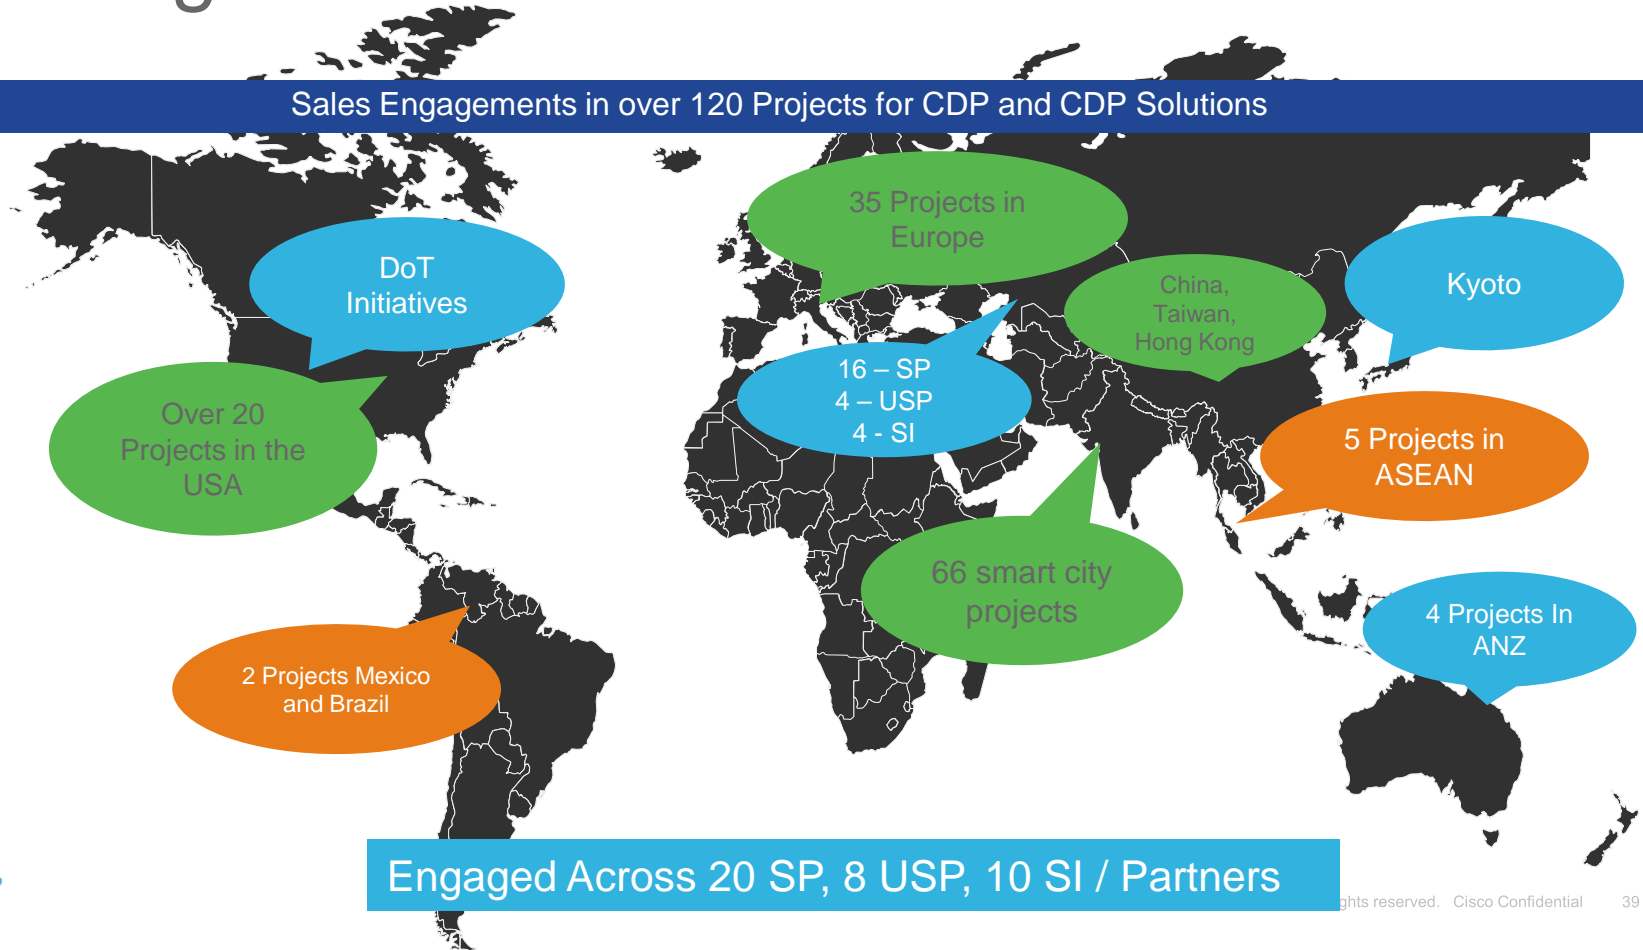 Sales Engagements in over 120 Projects for CDP and CDP Solutions
35 Projects in
Europe
DoT
Initiatives
China,
Taiwan,
Hong Kong
Kyoto
16 – SP
4 – USP
4 - SI
Over 20
Projects in the
USA
5 Projects in
ASEAN
66 smart city
projects
4 Projects In
ANZ
2 Projects Mexico
and Brazil
Engaged Across 20 SP, 8 USP, 10 SI / Partners
reserved. Cisco Confidential 39